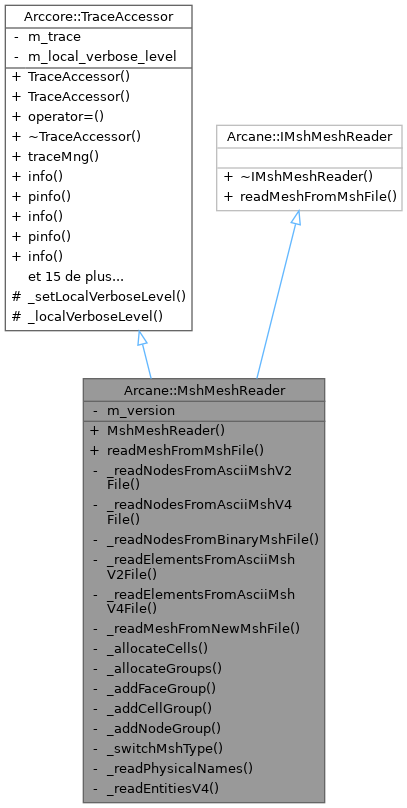 Arccore::TraceAccessor
- m_trace
- m_local_verbose_level
+ TraceAccessor()
+ TraceAccessor()
+ operator=()
+ ~TraceAccessor()
+ traceMng()
+ info()
+ pinfo()
+ info()
+ pinfo()
+ info()
et 15 de plus...
# _setLocalVerboseLevel()
# _localVerboseLevel()
Arcane::IMshMeshReader
+ ~IMshMeshReader()
+ readMeshFromMshFile()
Arcane::MshMeshReader
- m_version
+ MshMeshReader()
+ readMeshFromMshFile()
- _readNodesFromAsciiMshV2
File()
- _readNodesFromAsciiMshV4
File()
- _readNodesFromBinaryMshFile()
- _readElementsFromAsciiMsh
V2File()
- _readElementsFromAsciiMsh
V4File()
- _readMeshFromNewMshFile()
- _allocateCells()
- _allocateGroups()
- _addFaceGroup()
- _addCellGroup()
- _addNodeGroup()
- _switchMshType()
- _readPhysicalNames()
- _readEntitiesV4()